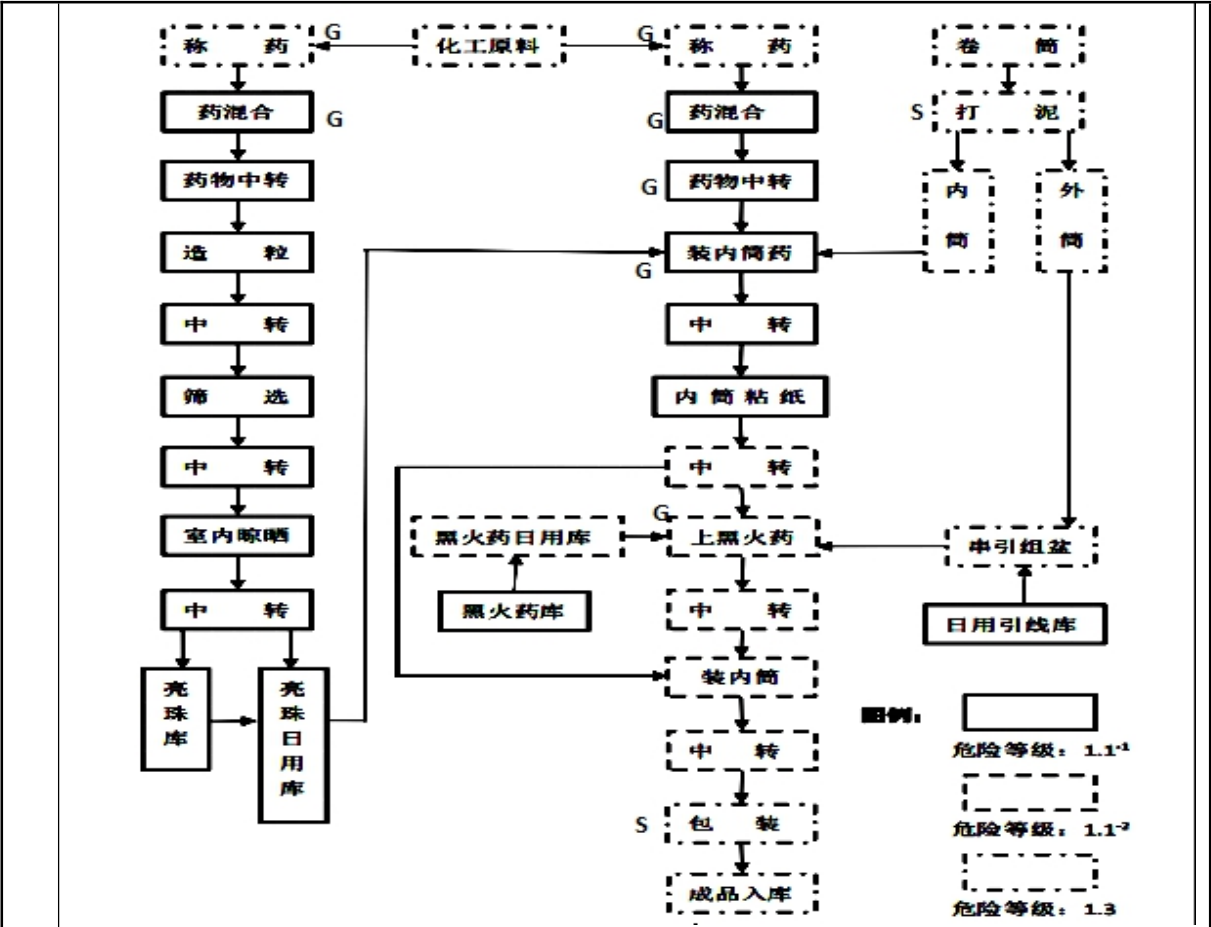 称 药
G
化工原料
G
称 药
卷 筒
药混合
G
G
药混合
S
打 泥
药物中转
G
药物中转
内筒
外筒
造 粒
装内筒药
G
中 转
中 转
筛 选
内筒粘纸
中 转
中 转
室内晾晒
黑火药日用库
G
上黑火药
串引组盆
中 转
黑火药库
中 转
日用引线库
亮珠库
亮珠日用库
装内筒
图例：
中 转
危险等级：1.1-1
S
包 装
危险等级：1.1-2
成品入库
危险等级：1.3